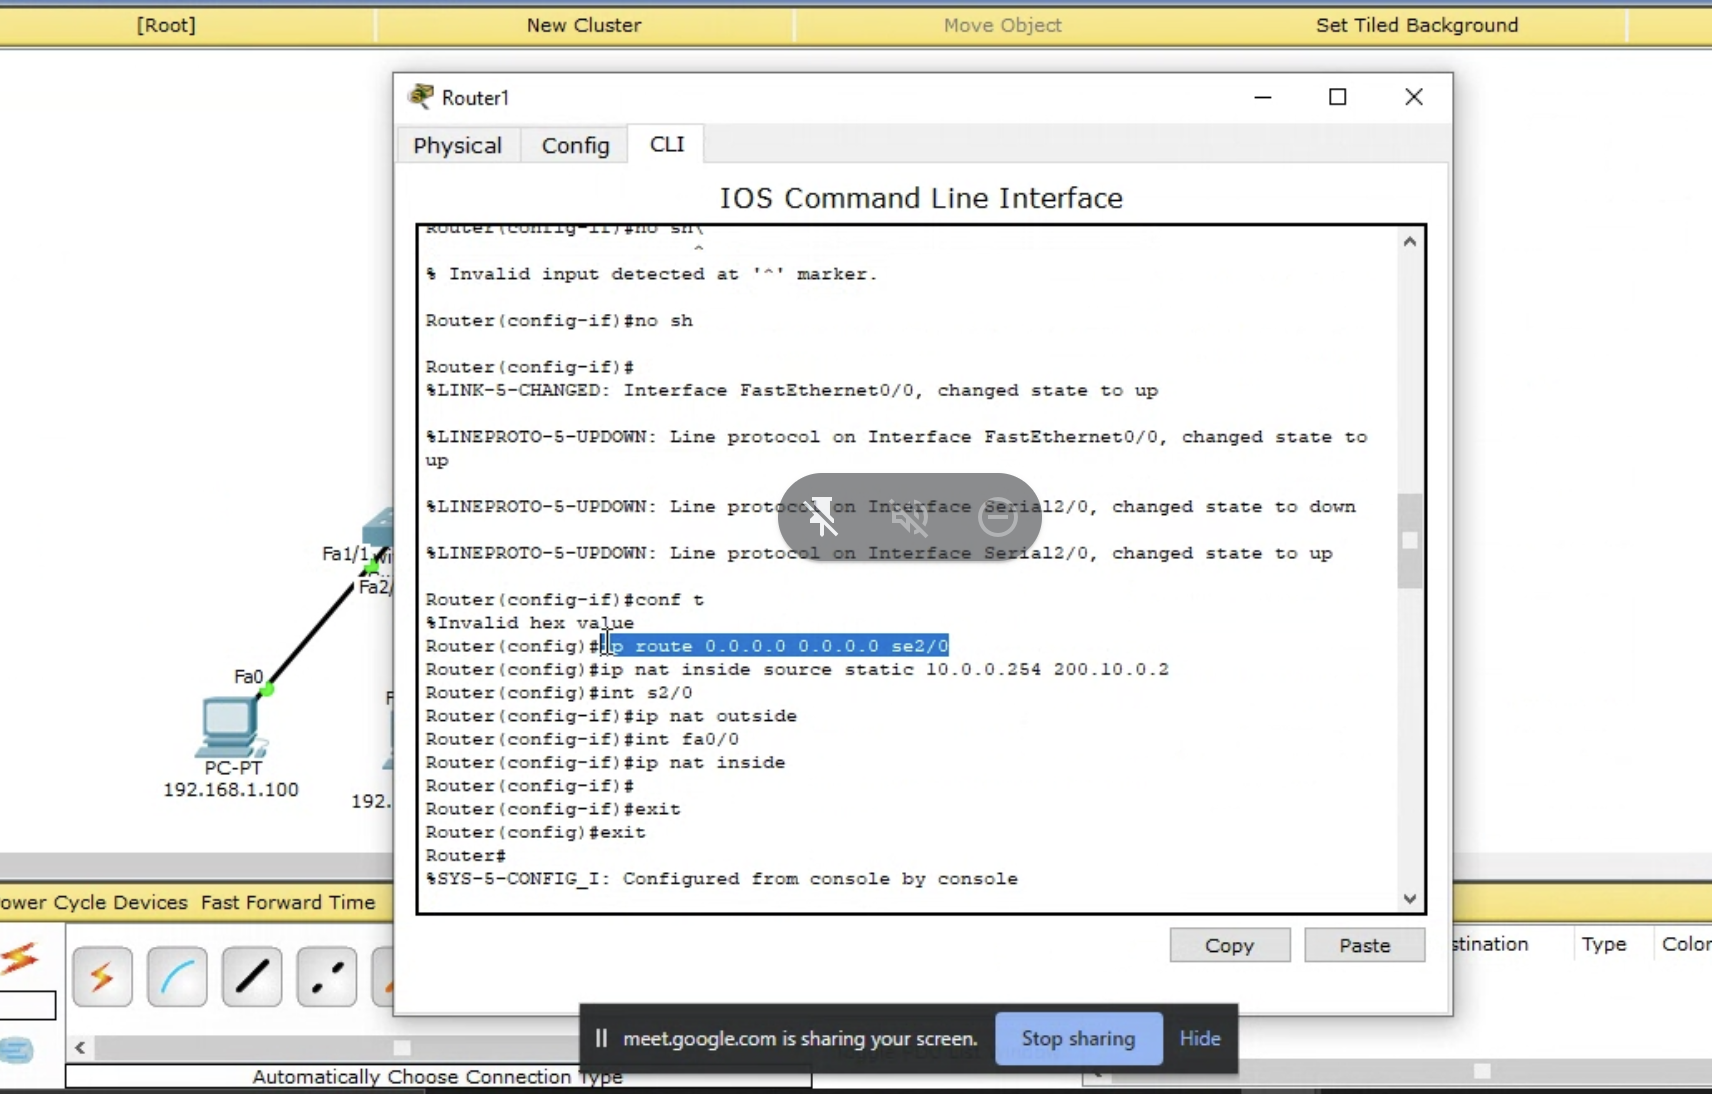 [Root] New Cluster Move Object Set Tiled Background
Router1
Physical Config CLI
IOS Command Line Interface
Router(config-if)#no sh\
^
% Invalid input detected at '^' marker.
Router(config-if)#no sh
Router(config-if)#
%LINK-5-CHANGED: Interface FastEthernet0/0, changed state to up
%LINEPROTO-5-UPDOWN: Line protocol on Interface FastEthernet0/0, changed state to
up
%LINEPROTO-5-UPDOWN: Line protocol on Interface Serial2/0, changed state to down
%LINEPROTO-5-UPDOWN: Line protocol on Interface Serial2/0, changed state to up
Router(config-if)#conf t
%Invalid hex value
Router(config)#ip route 0.0.0.0 0.0.0.0 se2/0
Router(config)#ip nat inside source static 10.0.0.254 200.10.0.2
Router(config)#int s2/0
Router(config-if)#ip nat outside
Router(config-if)#int fa0/0
Router(config-if)#ip nat inside
Router(config-if)#
Router(config-if)#exit
Router(config)#exit
Router#
%SYS-5-CONFIG_I: Configured from console by console
Copy Paste
Fa1/1
Fa2/
Fa0
PC-PT
192.168.1.100
192.
ower Cycle Devices Fast Forward Time
stination Type Color
meet.google.com is sharing your screen. Stop sharing Hide
Automatically Choose Connection Type